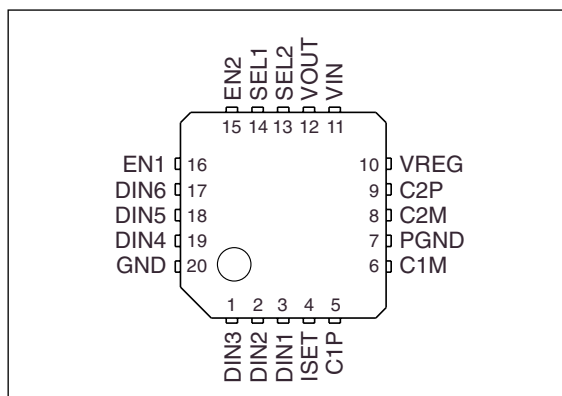 EN2
SEL1
SEL2
VOUT
VIN
15
14
13
12
11
EN1 16
DIN6 17
DIN5 18
DIN4 19
GND 20
10 VREG
9 C2P
8 C2M
7 PGND
6 C1M
1
2
3
4
5
DIN3
DIN2
DIN1
ISET
C1P